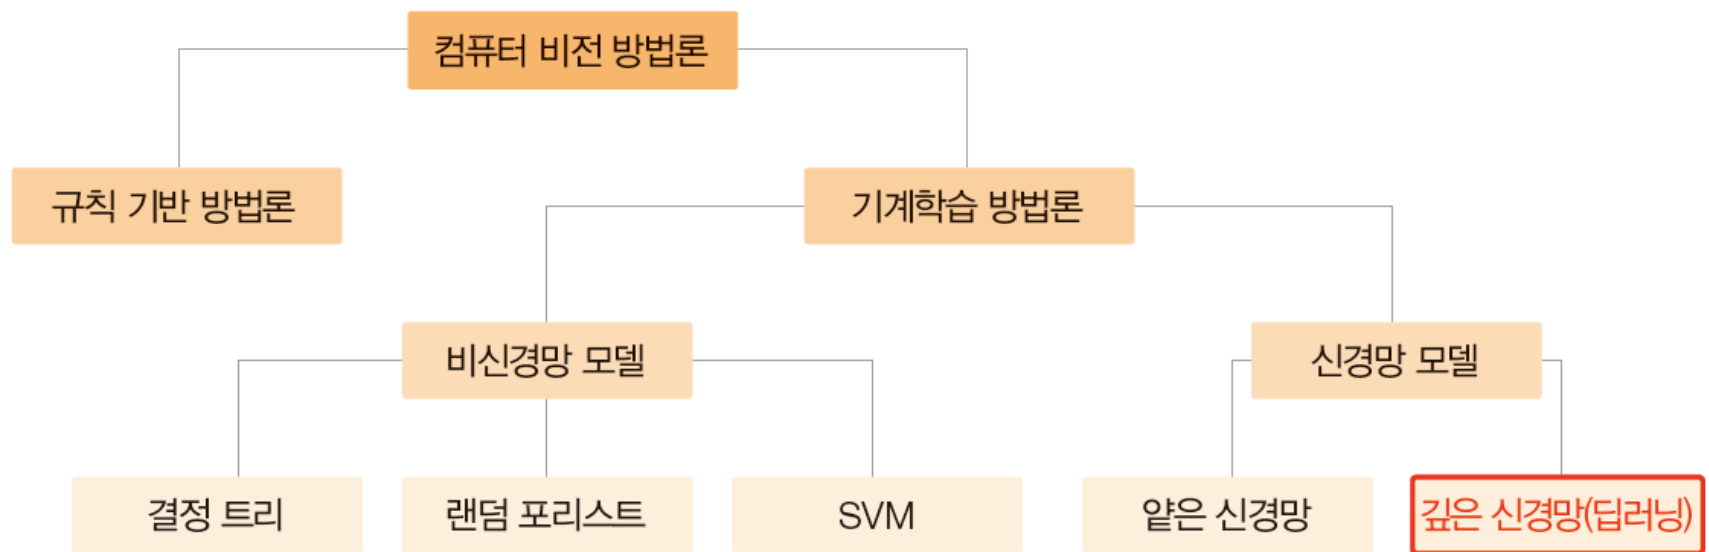 컴퓨터 비전 방법론
규칙 기반 방법론
기계학습 방법론
비신경망 모델
신경망 모델
결정 트리
랜덤 포리스트
SVM
얕은 신경망
깊은 신경망(딥러닝)